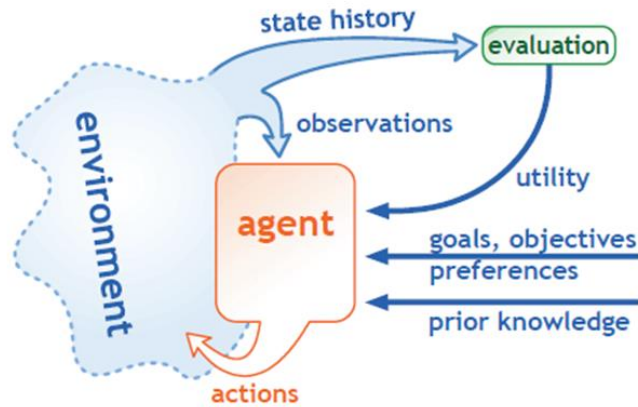 state history
evaluation
environment
observations
utility
agent
goals, objectives
preferences
prior knowledge
actions